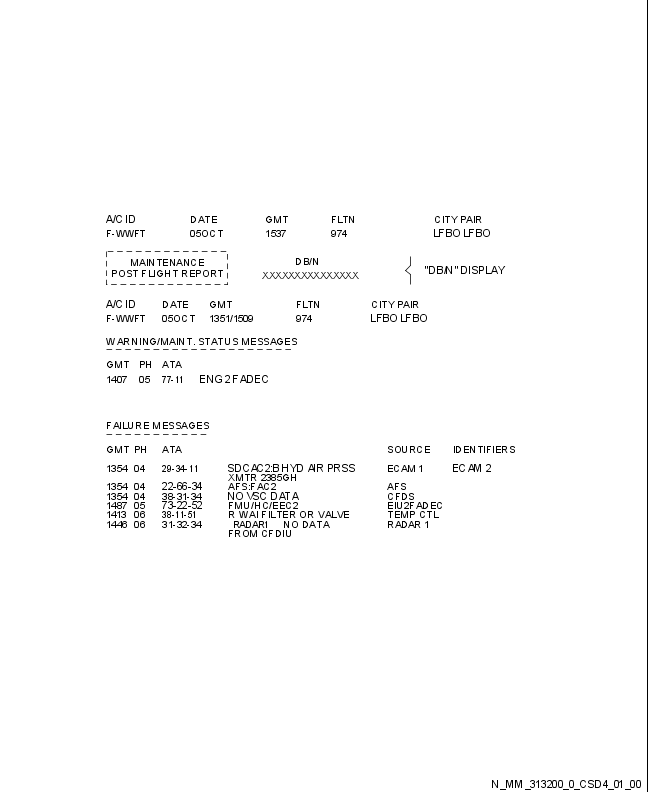 A/C ID DATE GMT FLTN CITY PAIR
F-WWFT 05OCT 1537 974 LFBO LFBO
MAINTENANCE DB/N
POST FLIGHT REPORT XXXXXXXXXXXXXXX "DB/N" DISPLAY
A/C ID DATE GMT FLTN CITY PAIR
F-WWFT 05OCT 1351/1509 974 LFBO LFBO
WARNING/MAINT. STATUS MESSAGES
GMT PH ATA
1407 05 77-11 ENG 2 FADEC
FAILURE MESSAGES
GMT PH ATA SOURCE IDENTIFIERS
1354 04 29-34-11 SDCAC2:B HYD AIR PRSS ECAM 1 ECAM 2
XMTR 2385GH
1354 04 22-66-34 AFS:FAC2 AFS
1354 04 38-31-34 NO VSC DATA CFDS
1487 05 73-22-52 FMU/HC/EEC2 EIU2FADEC
1413 06 38-11-51 R WAI FILTER OR VALVE TEMP CTL
1446 06 31-32-34 RADAR1 NO DATA RADAR 1
FROM CFDIU
N_MM_313200_0_CSD4_01_00